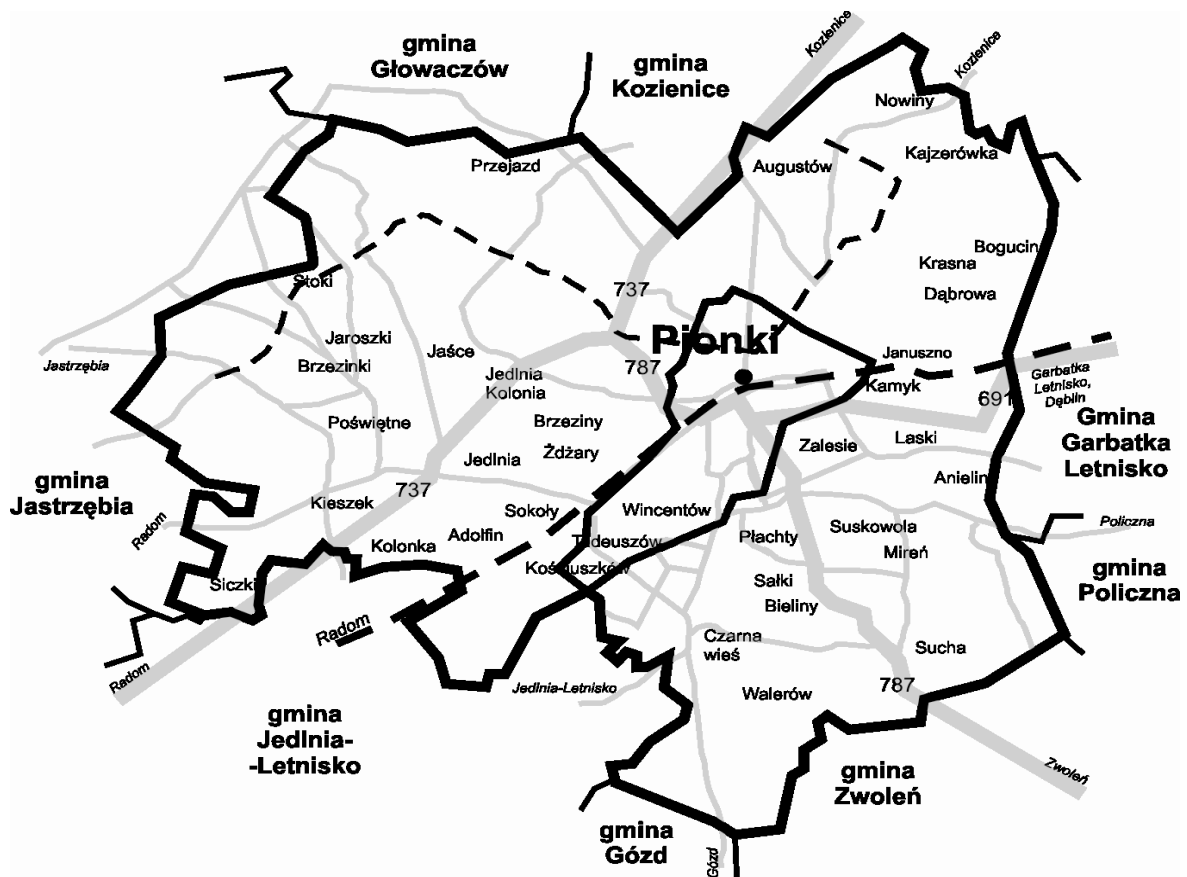 gmina
Głowaczów
gmina
Kozienice
Kozienice
Kozienice
Nowiny
Przejazd
Augustów
Kajzerówka
Bogucin
Krasna
Dąbrowa
Stoki
737
Pionki
Jaroszki
Jaśce
Brzezinki
Jastrzębia
787
Januszno
Kamyk
Jedlnia
Kolonia
Garbatka
Letnisko,
Dęblin
691
Poświętne
Brzeziny
Żdżary
Jedlnia
Zalesie
Laski
Gmina
Garbatka
Letnisko
Anielin
gmina
Jastrzębia
Kieszek
737
Sokoły
Wincentów
Radom
Adolfin
Kolonka
Tadeuszów
Kościuszków
Płachty
Suskowola
Mireń
Policzna
gmina
Policzna
Siczki
Sałki
Bieliny
Radom
Czarna
wieś
Sucha
Radom
Jedlnia-Letnisko
Walerów
787
gmina
Jedlnia-
-Letnisko
gmina
Zwoleń
Zwoleń
gmina
Gózd
Gózd